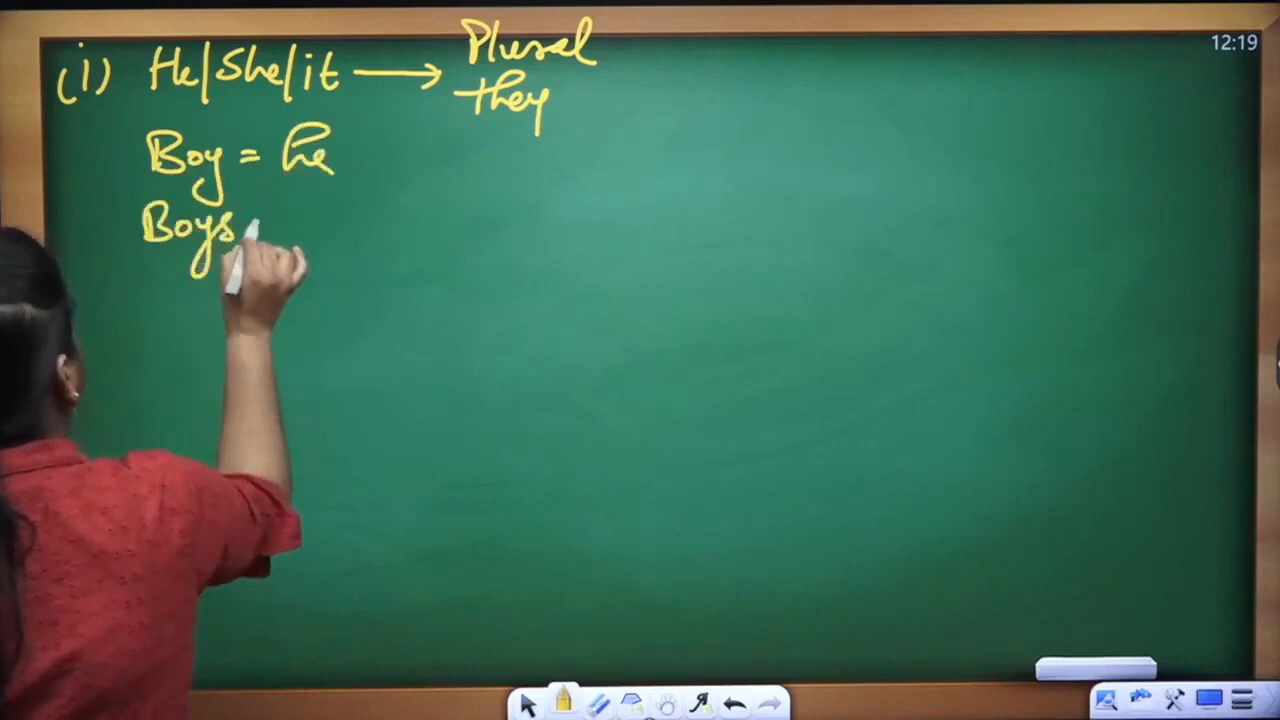 (i) He/She/it → Plural
they
Boy = he
Boys
12:19